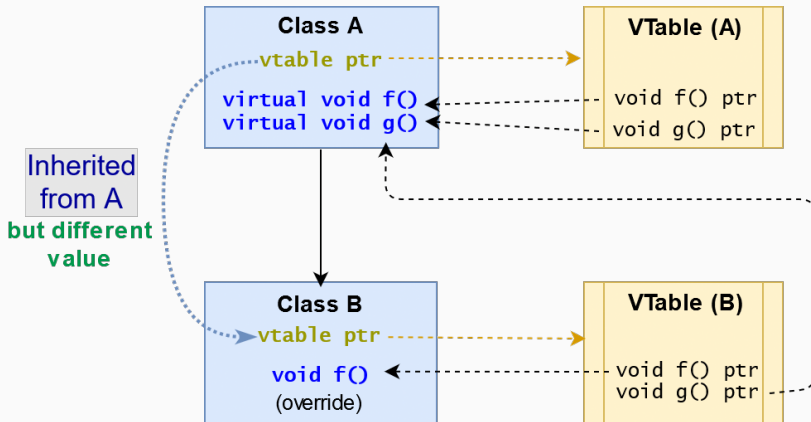 Class A
vtable ptr
virtual void f()
virtual void g()
VTable (A)
void f() ptr
void g() ptr
Inherited
from A
but different
value
Class B
vtable ptr
void f()
(override)
VTable (B)
void f() ptr
void g() ptr